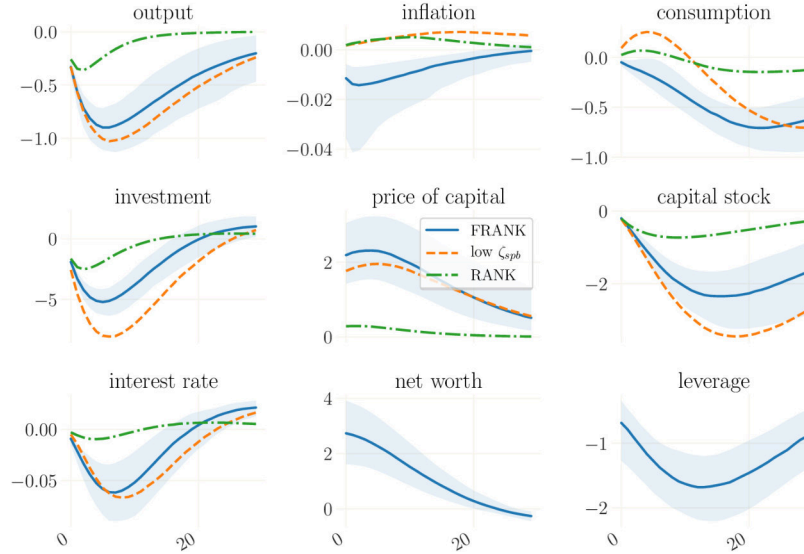 output
inflation
consumption
0.0
−0.5
−1.0
0.00
−0.02
−0.04
0.5
0.0
−0.5
−1.0
investment
price of capital
capital stock
0
−5
2
0
FRANK
low ζspb
RANK
0
−2
interest rate
net worth
leverage
0.00
−0.05
4
2
0
−1
−2
0
20
0
20
0
20